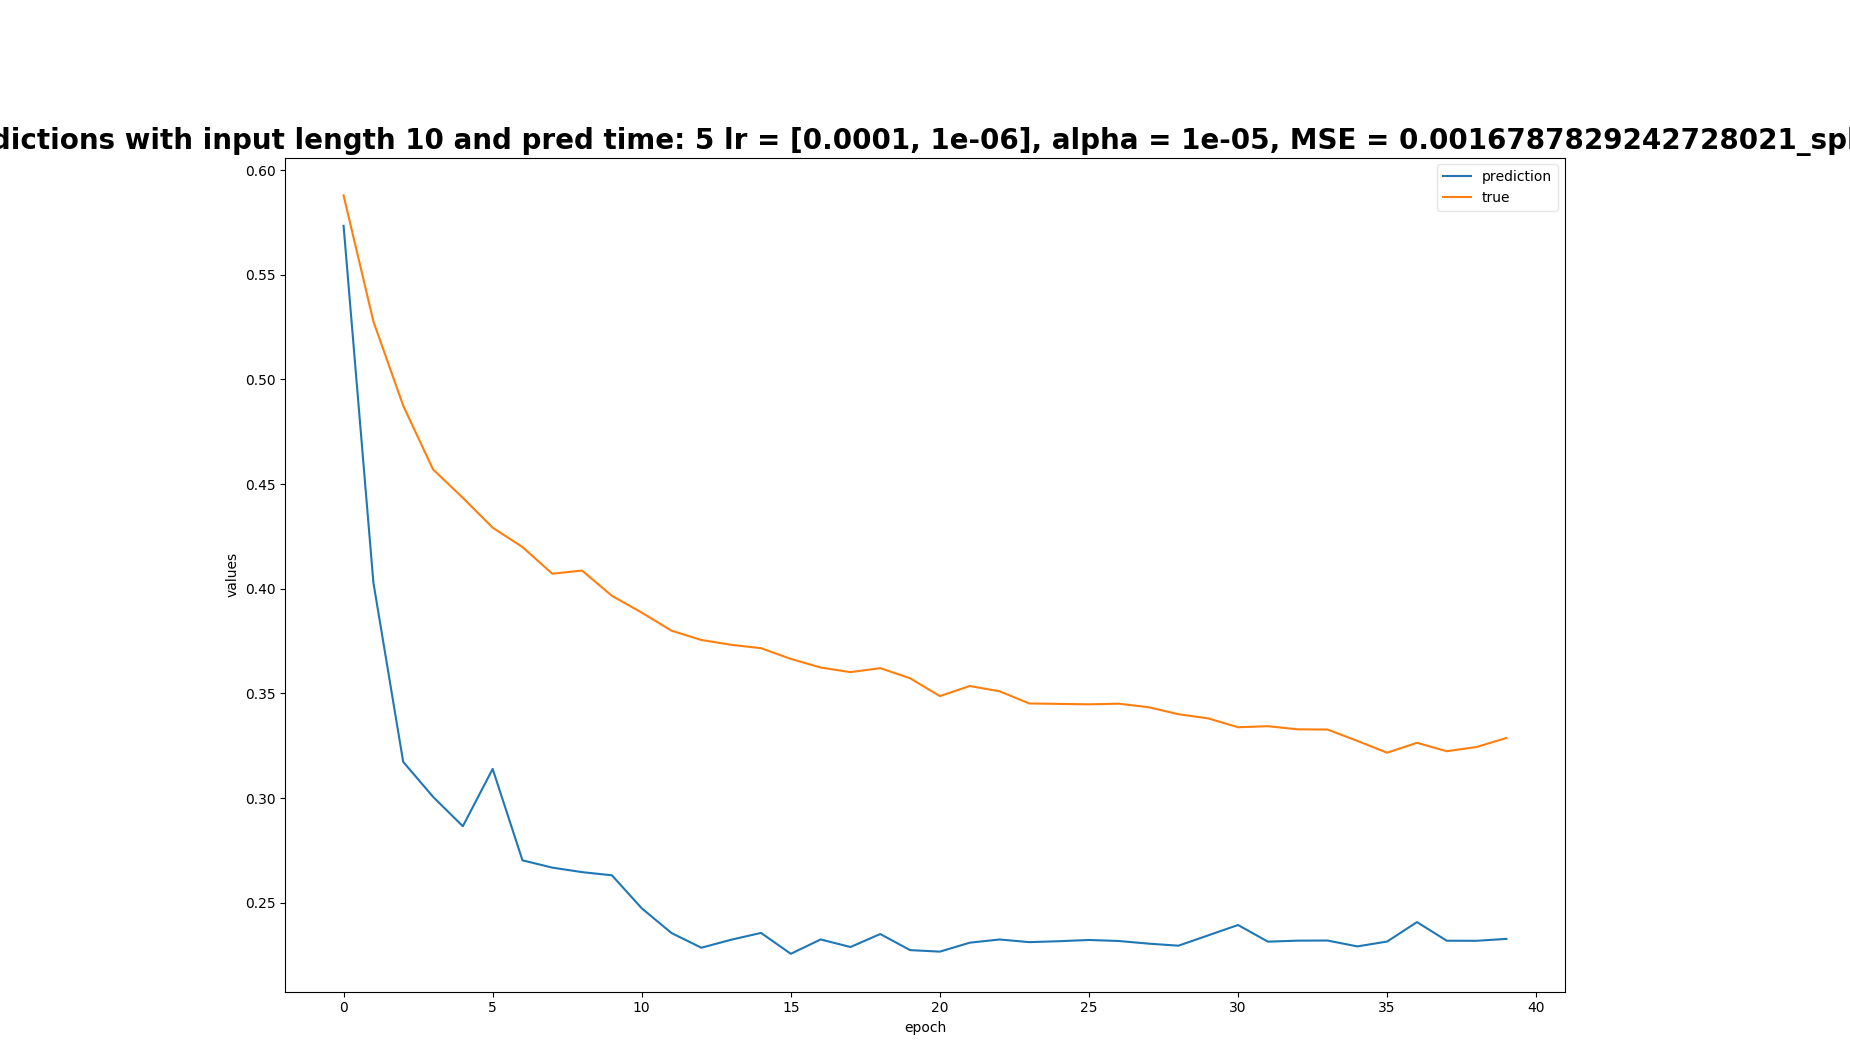 dictions with input length 10 and pred time: 5 lr = [0.0001, 1e-06], alpha = 1e-05, MSE = 0.0016787829242728021_spl
prediction
true
0.60
0.55
0.50
0.45
0.40
0.35
0.30
0.25
values
0 5 10 15 20 25 30 35 40
epoch